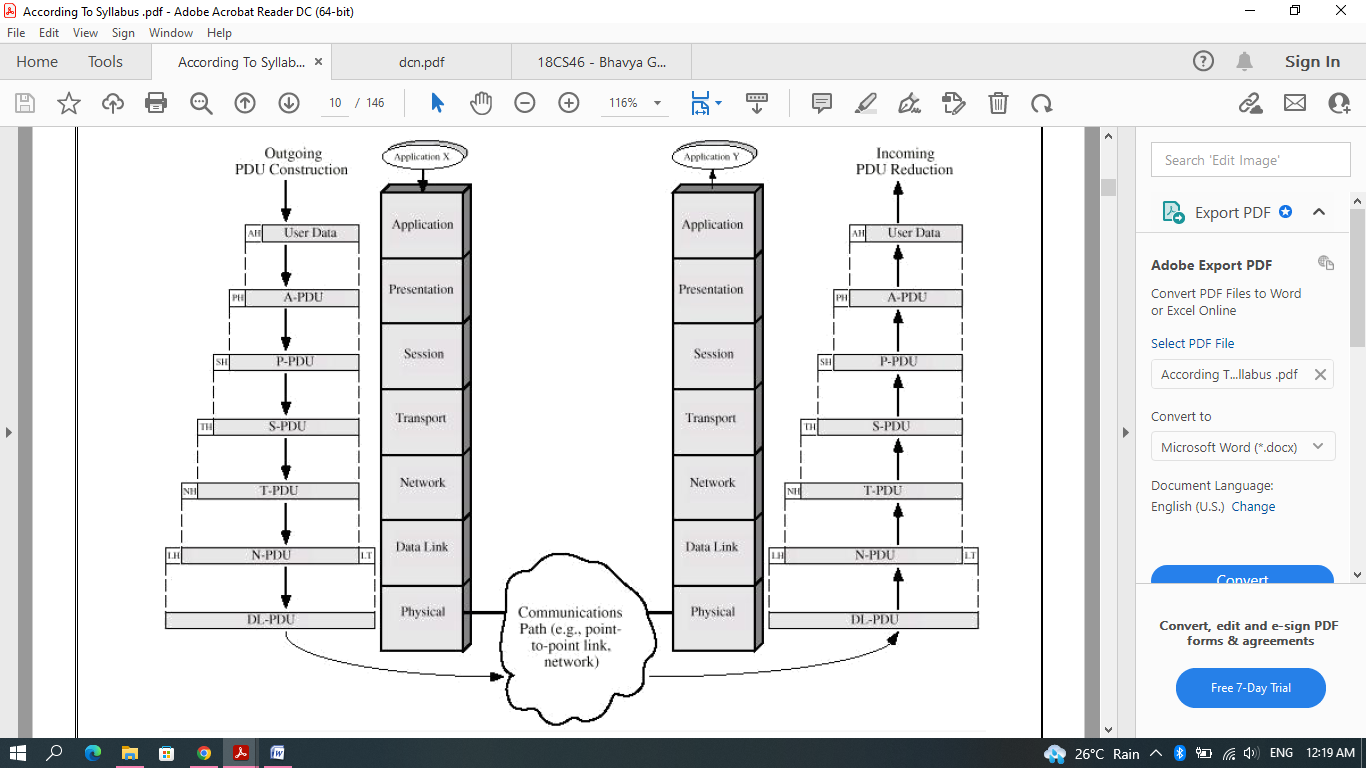 According To Syllabus .pdf - Adobe Acrobat Reader DC (64-bit)
File Edit View Sign Window Help
Home Tools According To Syllab... × dcn.pdf 18CS46 - Bhavya G... Sign In
10 / 146 116%
Outgoing
PDU Construction
Application X
Application Y
Incoming
PDU Reduction
AH User Data
Application
Application
AH User Data
PH A-PDU
Presentation
Presentation
PH A-PDU
SH P-PDU
Session
Session
SH P-PDU
TH S-PDU
Transport
Transport
TH S-PDU
NH T-PDU
Network
Network
NH T-PDU
LH N-PDU LT
Data Link
Data Link
LH N-PDU LT
DL-PDU
Physical
Physical
DL-PDU
Communications
Path (e.g., point-
to-point link,
network)
Search 'Edit Image'
Export PDF
Adobe Export PDF
Convert PDF Files to Word
or Excel Online
Select PDF File
According T...llabus .pdf
Convert to
Microsoft Word (*.docx)
Document Language:
English (U.S.) Change
Convert
Convert, edit and e-sign PDF
forms & agreements
Free 7-Day Trial
26°C Rain ENG 12:19 AM